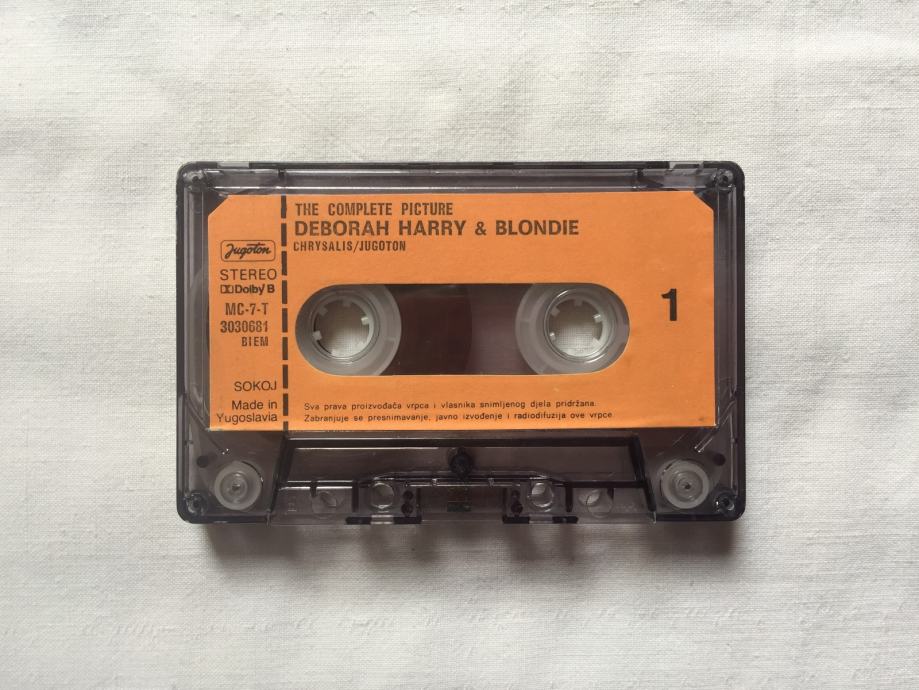 THE COMPLETE PICTURE
DEBORAH HARRY & BLONDIE
CHRYSALIS/JUGOTON
Jugoton
STEREO
Dolby B
MC-7-T
3030681
BIEM
SOKOJ
Made in
Yugoslavia
1
Sva prava proizvođača vrpca i vlasnika snimljenog djela pridržana.
Zabranjuje se presnimavanje, javno izvođenje i radiodifuzija ove vrpce.